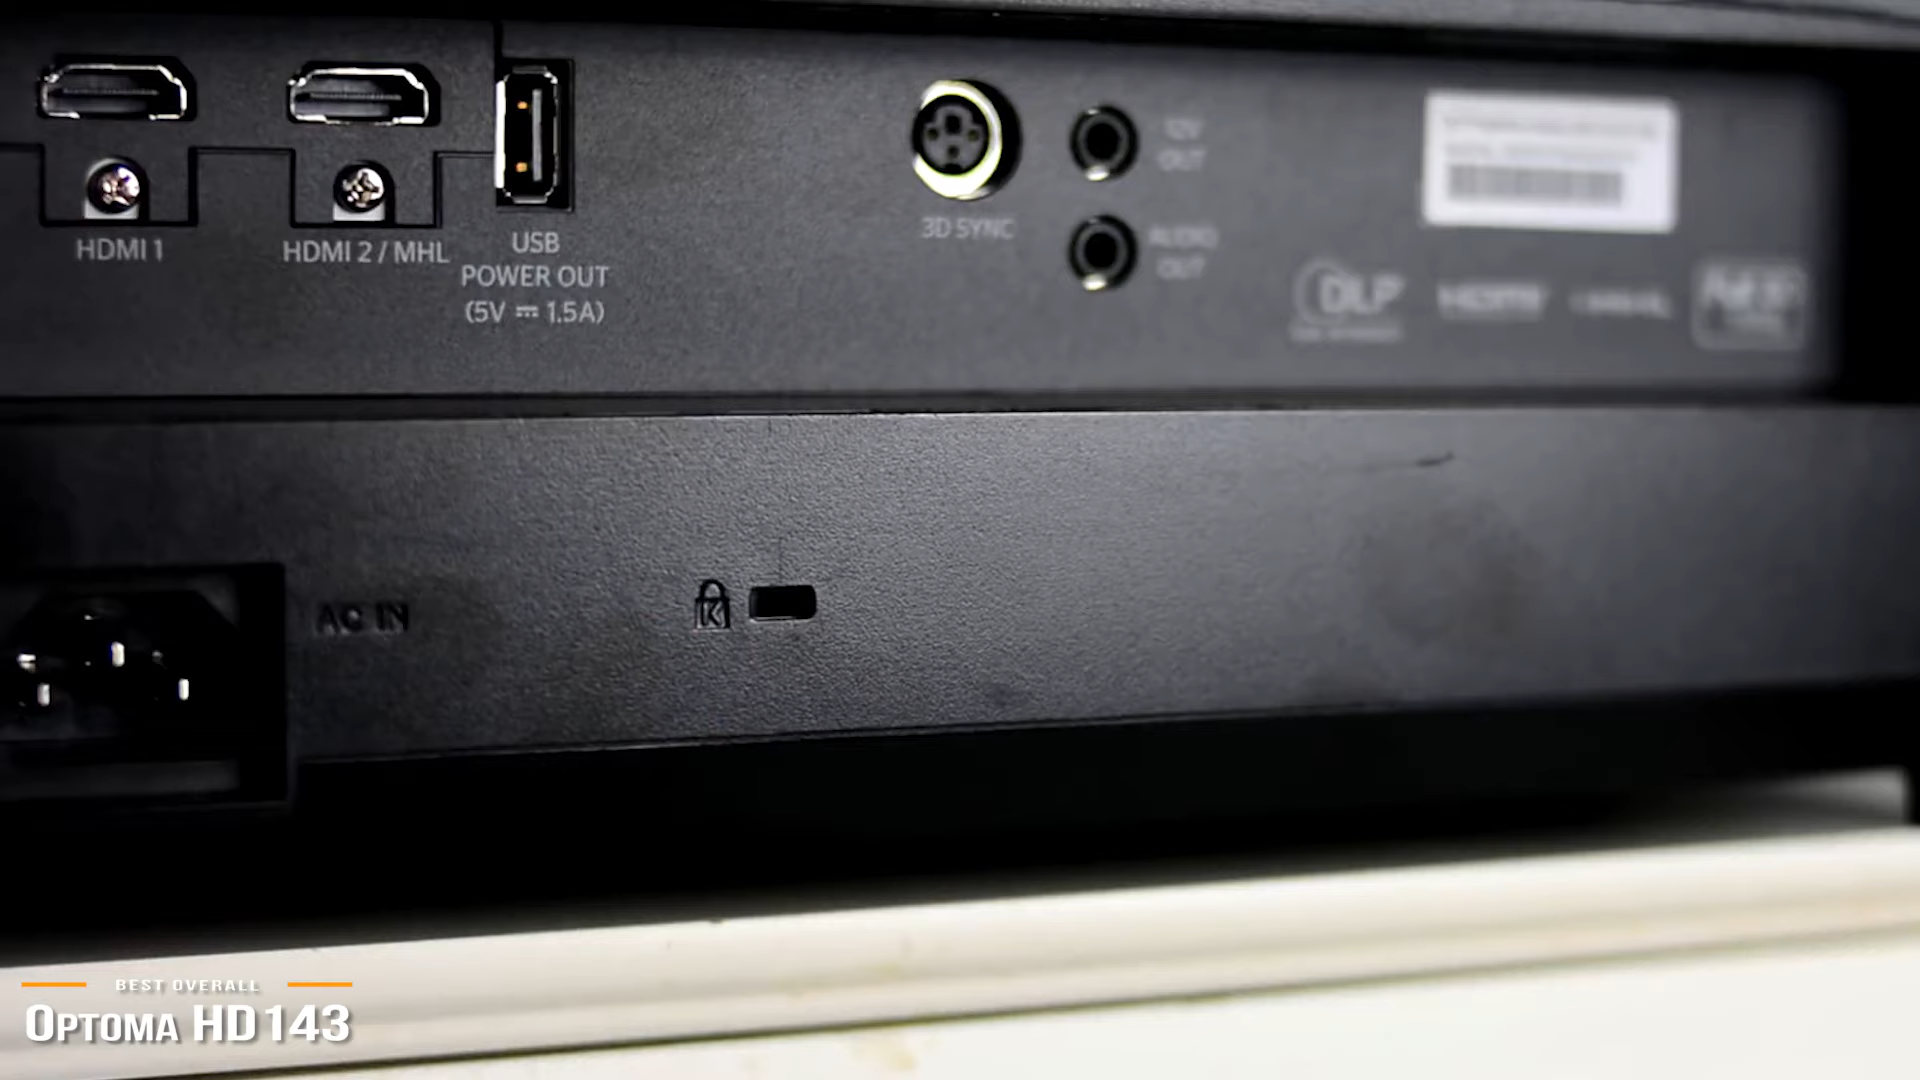 HDMI 1
HDMI 2 / MHL
USB
POWER OUT
(5V ⎓ 1.5A)
3D SYNC
12V
OUT
AUDIO
OUT
DLP
HDMI
AC IN
K
BEST OVERALL
OPTOMA HD143